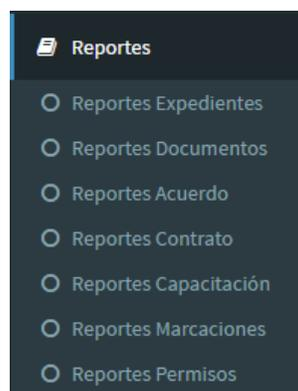 Reportes
Reportes Expedientes
Reportes Documentos
Reportes Acuerdo
Reportes Contrato
Reportes Capacitación
Reportes Marcaciones
Reportes Permisos